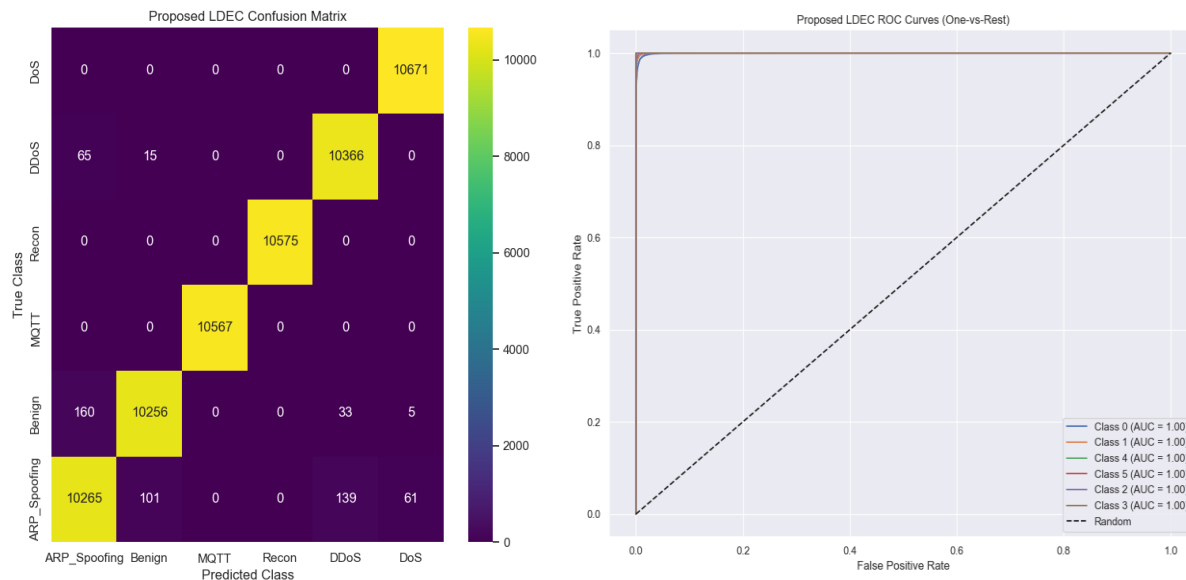 Proposed LDEC Confusion Matrix
True Class
DoS
0 0 0 0 0 10671
DDoS
65 15 0 0 10366 0
Recon
0 0 0 10575 0 0
MQTT
0 0 10567 0 0 0
Benign
160 10256 0 0 33 5
ARP_Spoofing
10265 101 0 0 139 61
ARP_Spoofing Benign MQTT Recon DDoS DoS
Predicted Class
10000
8000
6000
4000
2000
0
Proposed LDEC ROC Curves (One-vs-Rest)
True Positive Rate
1.0
0.8
0.6
0.4
0.2
0.0
0.0 0.2 0.4 0.6 0.8 1.0
False Positive Rate
Class 0 (AUC = 1.00)
Class 1 (AUC = 1.00)
Class 4 (AUC = 1.00)
Class 5 (AUC = 1.00)
Class 2 (AUC = 1.00)
Class 3 (AUC = 1.00)
Random